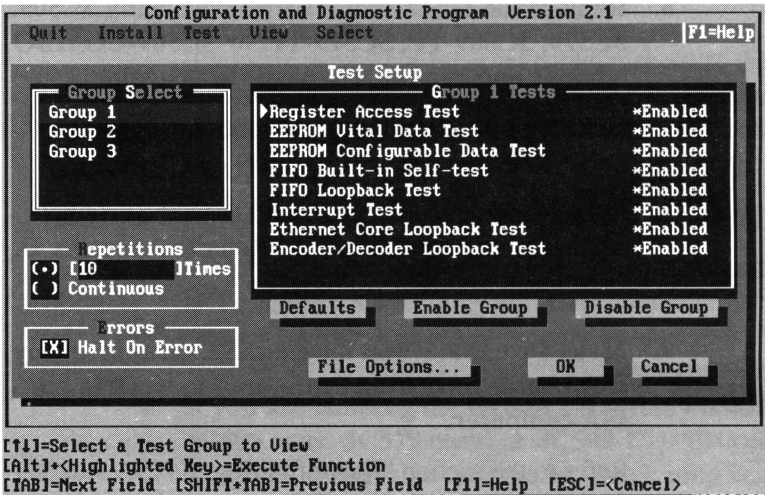 Configuration and Diagnostic Program Version 2.1
Quit Install Test View Select F1=Help
Test Setup
Group Select
Group 1
Group 2
Group 3
Group 1 Tests
Register Access Test *Enabled
EEPROM Vital Data Test *Enabled
EEPROM Configurable Data Test *Enabled
FIFO Built-in Self-test *Enabled
FIFO Loopback Test *Enabled
Interrupt Test *Enabled
Ethernet Core Loopback Test *Enabled
Encoder/Decoder Loopback Test *Enabled
Repetitions
(•) [10 ]Times
( ) Continuous
Errors
[X] Halt On Error
Defaults Enable Group Disable Group
File Options... OK Cancel
[↑↓]=Select a Test Group to View
[Alt]+<Highlighted Key>=Execute Function
[TAB]=Next Field [SHIFT+TAB]=Previous Field [F1]=Help [ESC]=<Cancel>